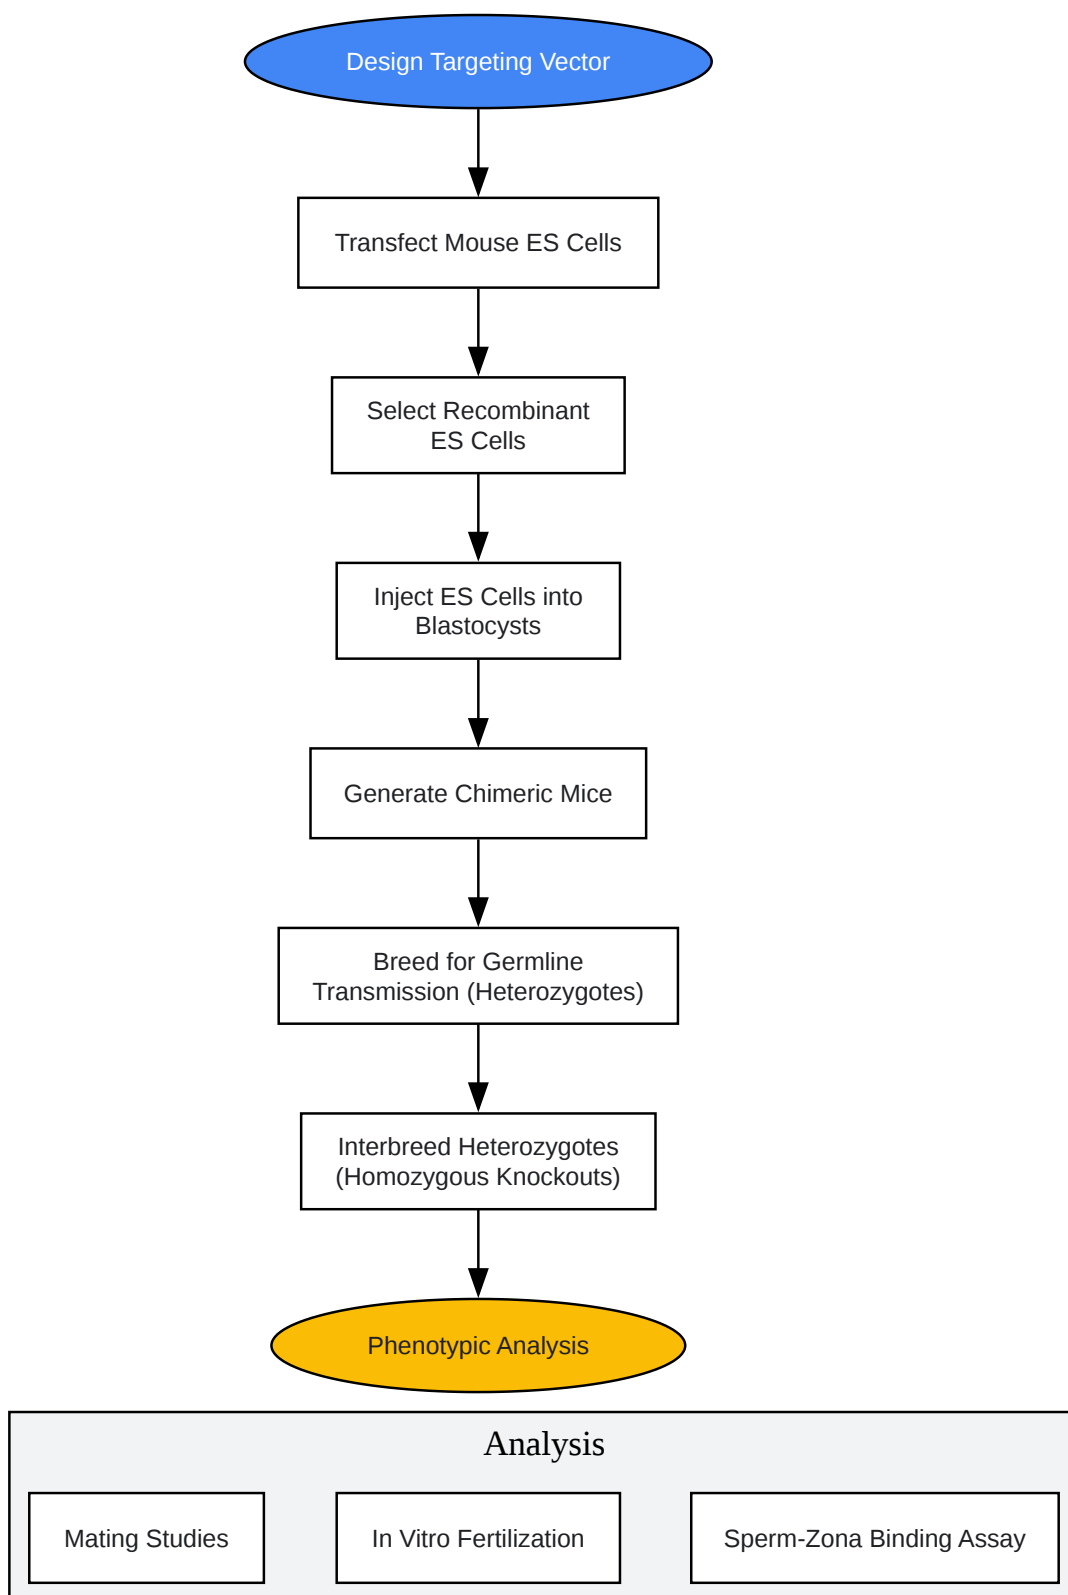 Design Targeting Vector
Transfect Mouse ES Cells
Select Recombinant
ES Cells
Inject ES Cells into
Blastocysts
Generate Chimeric Mice
Breed for Germline
Transmission (Heterozygotes)
Interbreed Heterozygotes
(Homozygous Knockouts)
Phenotypic Analysis
Analysis
Mating Studies
In Vitro Fertilization
Sperm-Zona Binding Assay